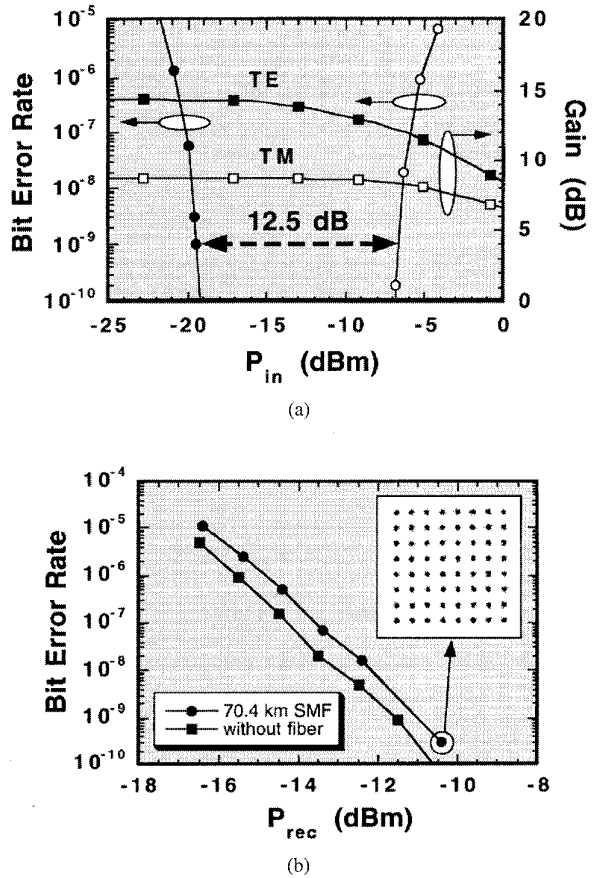 10-5
10-6
10-7
10-8
10-9
10-10
Bit Error Rate
20
15
10
5
0
Gain (dB)
TE
TM
12.5 dB
-25 -20 -15 -10 -5 0
Pin (dBm)
(a)
10-4
10-5
10-6
10-7
10-8
10-9
10-10
Bit Error Rate
70.4 km SMF
without fiber
-18 -16 -14 -12 -10 -8
Prec (dBm)
(b)